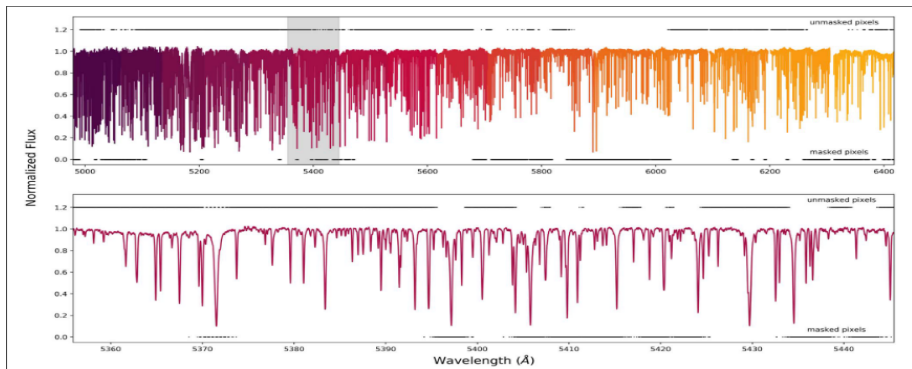 unmasked pixels
1.2
1.0
0.8
0.6
0.4
0.2
0.0
masked pixels
5000 5200 5400 5600 5800 6000 6200 6400
Normalized Flux
unmasked pixels
1.2
1.0
0.8
0.6
0.4
0.2
0.0
masked pixels
5360 5370 5380 5390 5400 5410 5420 5430 5440
Wavelength (Å)